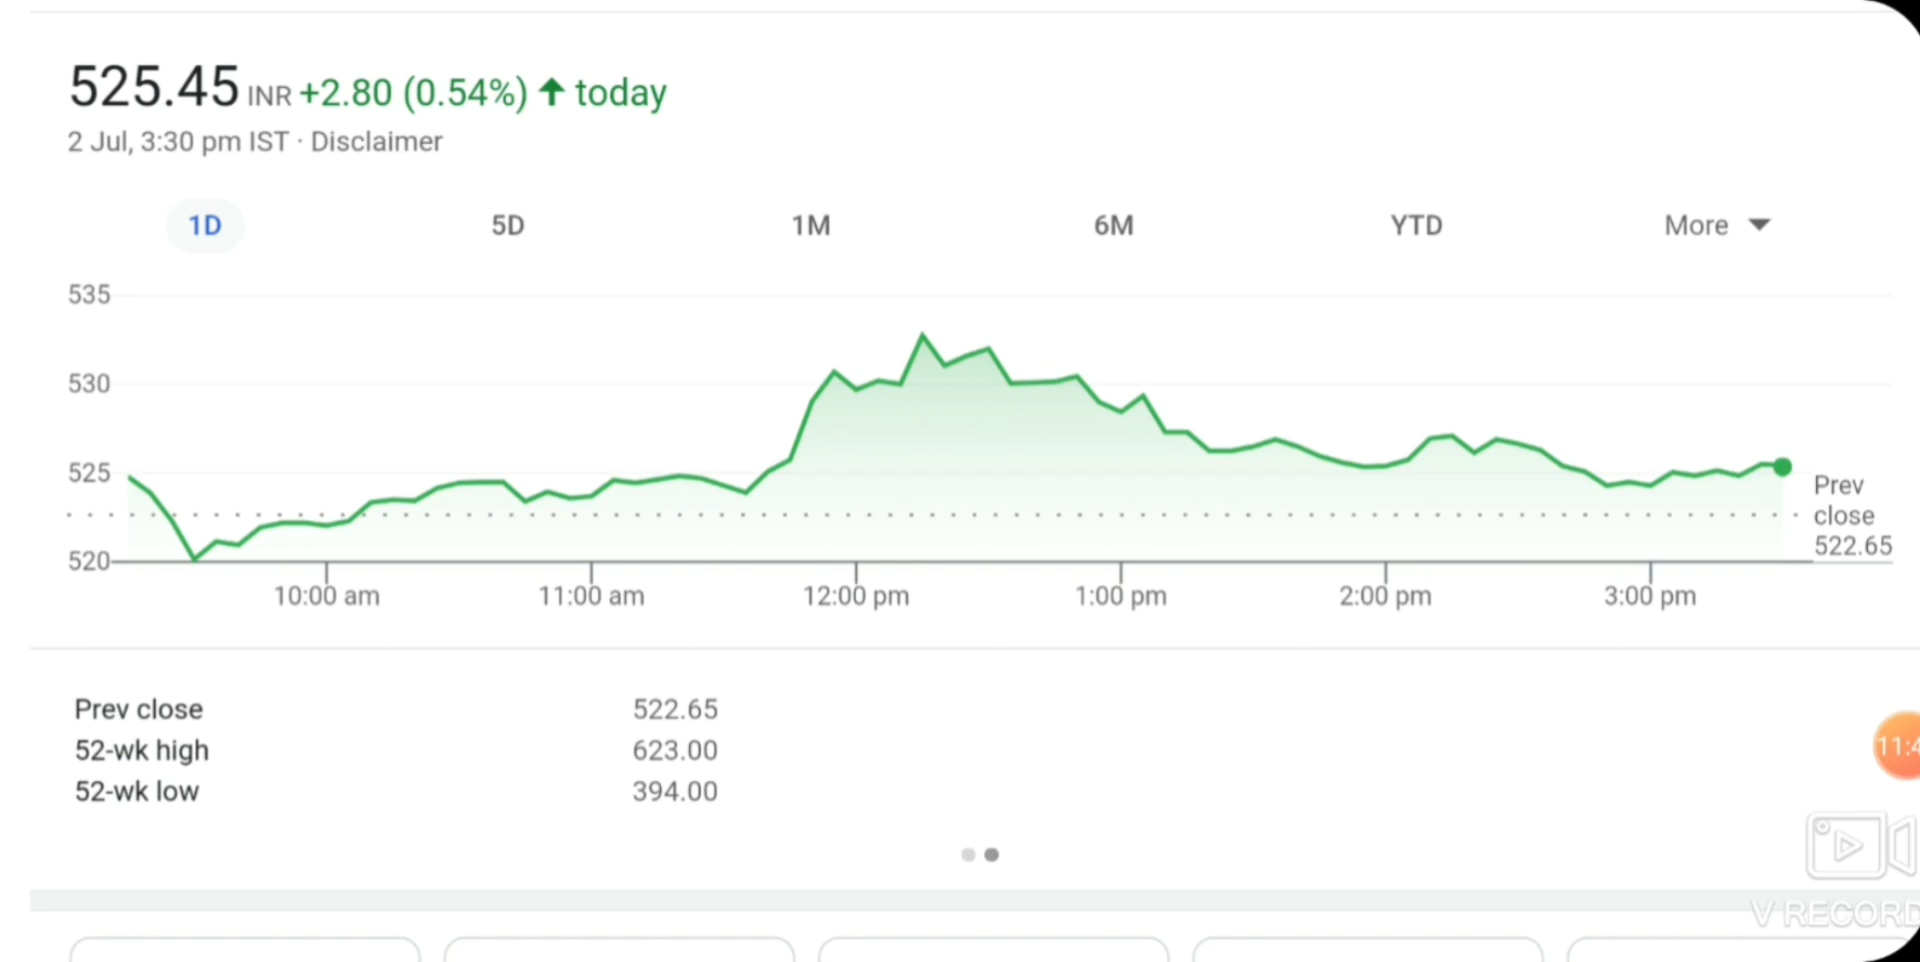 525.45 INR +2.80 (0.54%) ↑ today
2 Jul, 3:30 pm IST · Disclaimer
1D 5D 1M 6M YTD More
535
530
525
520
Prev
close
522.65
10:00 am 11:00 am 12:00 pm 1:00 pm 2:00 pm 3:00 pm
Prev close 522.65
52-wk high 623.00
52-wk low 394.00
11:4
V RECORD